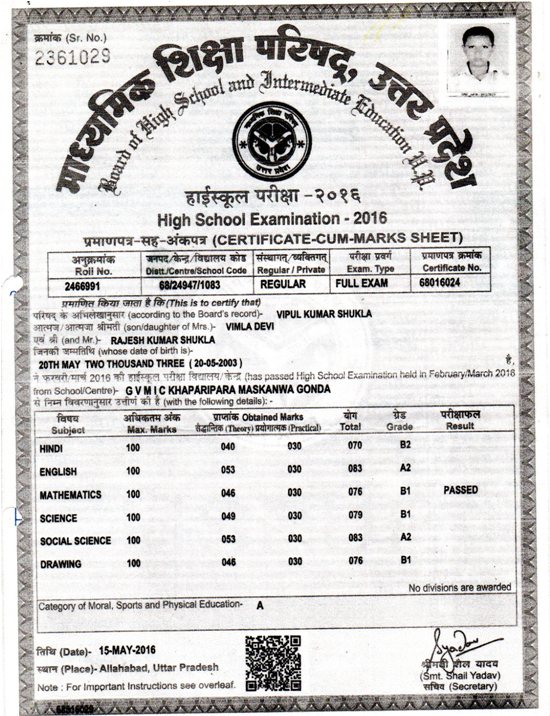 क्रमांक (Sr. No.)
2361029
माध्यमिक शिक्षा परिषद्, उत्तर प्रदेश
Board of High School and Intermediate Education U.P.
हाईस्कूल परीक्षा - २०१६
High School Examination - 2016
प्रमाणपत्र-सह-अंकपत्र (CERTIFICATE-CUM-MARKS SHEET)
अनुक्रमांक जनपद/केन्द्र/विद्यालय कोड संस्थागत/व्यक्तिगत परीक्षा प्रवर्ग प्रमाणपत्र क्रमांक
Roll No. Distt./Centre/School Code Regular / Private Exam. Type Certificate No.
2466991 68/24947/1083 REGULAR FULL EXAM 68016024
प्रमाणित किया जाता है कि (This is to certify that)
परिषद के अभिलेखानुसार (according to the Board's record)- VIPUL KUMAR SHUKLA
आत्मज/आत्मजा श्रीमती (son/daughter of Mrs.)- VIMLA DEVI
एवं श्री (and Mr.)- RAJESH KUMAR SHUKLA
जिनकी जन्मतिथि (whose date of birth is)-
20TH MAY TWO THOUSAND THREE ( 20-05-2003 ) है,
ने फरवरी/मार्च 2016 की हाईस्कूल परीक्षा विद्यालय/केन्द्र (has passed High School Examination held in February/March 2016
from School/Centre)- G V M I C KHAPARIPARA MASKANWA GONDA
से निम्न विवरणानुसार उत्तीर्ण की है (with the following details): -
विषय अधिकतम अंक प्राप्तांक Obtained Marks योग ग्रेड परीक्षाफल
Subject Max. Marks सैद्धान्तिक (Theory) प्रयोगात्मक (Practical) Total Grade Result
HINDI 100 040 030 070 B2
ENGLISH 100 053 030 083 A2
MATHEMATICS 100 046 030 076 B1 PASSED
SCIENCE 100 049 030 079 B1
SOCIAL SCIENCE 100 053 030 083 A2
DRAWING 100 046 030 076 B1
No divisions are awarded
Category of Moral, Sports and Physical Education- A
तिथि (Date)- 15-MAY-2016
स्थान (Place)- Allahabad, Uttar Pradesh
Note : For Important Instructions see overleaf.
श्रीमती शैल यादव
(Smt. Shail Yadav)
सचिव (Secretary)